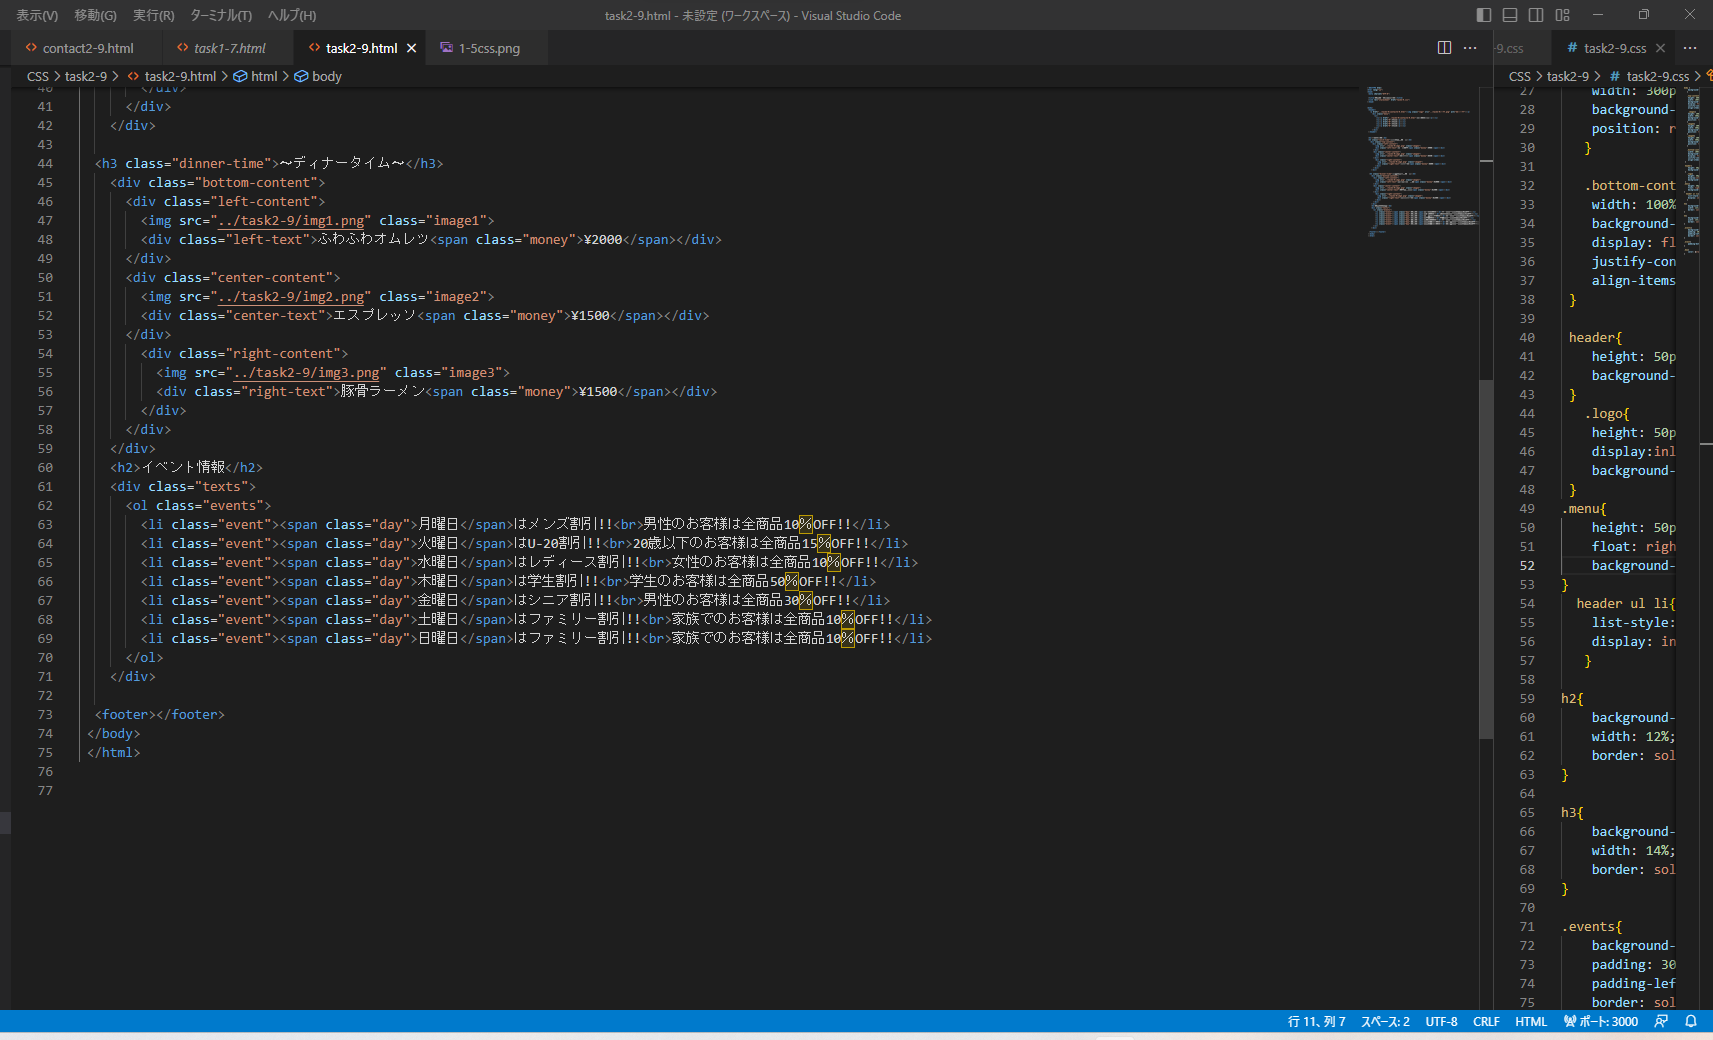 表示(V) 移動(G) 実行(R) ターミナル(T) ヘルプ(H) task2-9.html - 未設定 (ワークスペース) - Visual Studio Code
contact2-9.html task1-7.html task2-9.html 1-5css.png
CSS > task2-9 > task2-9.html > html > body
40 </div>
41 </div>
42 </div>
43
44 <h3 class="dinner-time">～ディナータイム～</h3>
45 <div class="bottom-content">
46 <div class="left-content">
47 <img src="../task2-9/img1.png" class="image1">
48 <div class="left-text">ふわふわオムレツ<span class="money">¥2000</span></div>
49 </div>
50 <div class="center-content">
51 <img src="../task2-9/img2.png" class="image2">
52 <div class="center-text">エスプレッソ<span class="money">¥1500</span></div>
53 </div>
54 <div class="right-content">
55 <img src="../task2-9/img3.png" class="image3">
56 <div class="right-text">豚骨ラーメン<span class="money">¥1500</span></div>
57 </div>
58 </div>
59 </div>
60 <h2>イベント情報</h2>
61 <div class="texts">
62 <ol class="events">
63 <li class="event"><span class="day">月曜日</span>はメンズ割引!!<br>男性のお客様は全商品10％OFF!!</li>
64 <li class="event"><span class="day">火曜日</span>はU-20割引!!<br>20歳以下のお客様は全商品15％OFF!!</li>
65 <li class="event"><span class="day">水曜日</span>はレディース割引!!<br>女性のお客様は全商品10％OFF!!</li>
66 <li class="event"><span class="day">木曜日</span>は学生割引!!<br>学生のお客様は全商品50％OFF!!</li>
67 <li class="event"><span class="day">金曜日</span>はシニア割引!!<br>男性のお客様は全商品30％OFF!!</li>
68 <li class="event"><span class="day">土曜日</span>はファミリー割引!!<br>家族でのお客様は全商品10％OFF!!</li>
69 <li class="event"><span class="day">日曜日</span>はファミリー割引!!<br>家族でのお客様は全商品10％OFF!!</li>
70 </ol>
71 </div>
72
73 <footer></footer>
74 </body>
75 </html>
76
77
-9.css task2-9.css
CSS > task2-9 > task2-9.css >
27 width: 300p
28 background-
29 position: r
30 }
31
32 .bottom-cont
33 width: 100%
34 background-
35 display: fl
36 justify-con
37 align-items
38 }
39
40 header{
41 height: 50p
42 background-
43 }
44 .logo{
45 height: 50p
46 display:inl
47 background-
48 }
49 .menu{
50 height: 50p
51 float: righ
52 background-
53 }
54 header ul li{
55 list-style:
56 display: in
57 }
58
59 h2{
60 background-
61 width: 12%;
62 border: sol
63 }
64
65 h3{
66 background-
67 width: 14%;
68 border: sol
69 }
70
71 .events{
72 background-
73 padding: 30
74 padding-lef
75 border: sol
行 11、列 7 スペース: 2 UTF-8 CRLF HTML ポート: 3000